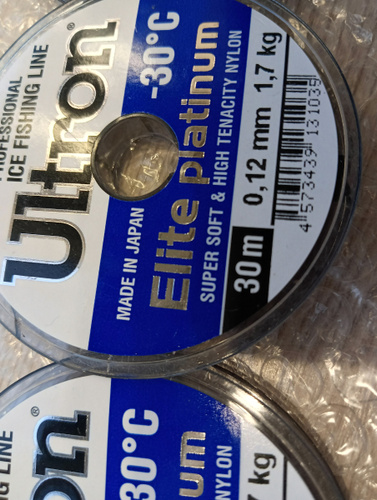 PROFESSIONAL
ICE FISHING LINE
Ultron®
-30°C
MADE IN JAPAN
Elite platinum
SUPER SOFT & HIGH TENACITY NYLON
30 m
0,12 mm 1,7 kg
4 573439 131035
LINE
®
30°C
NYLON
7 kg